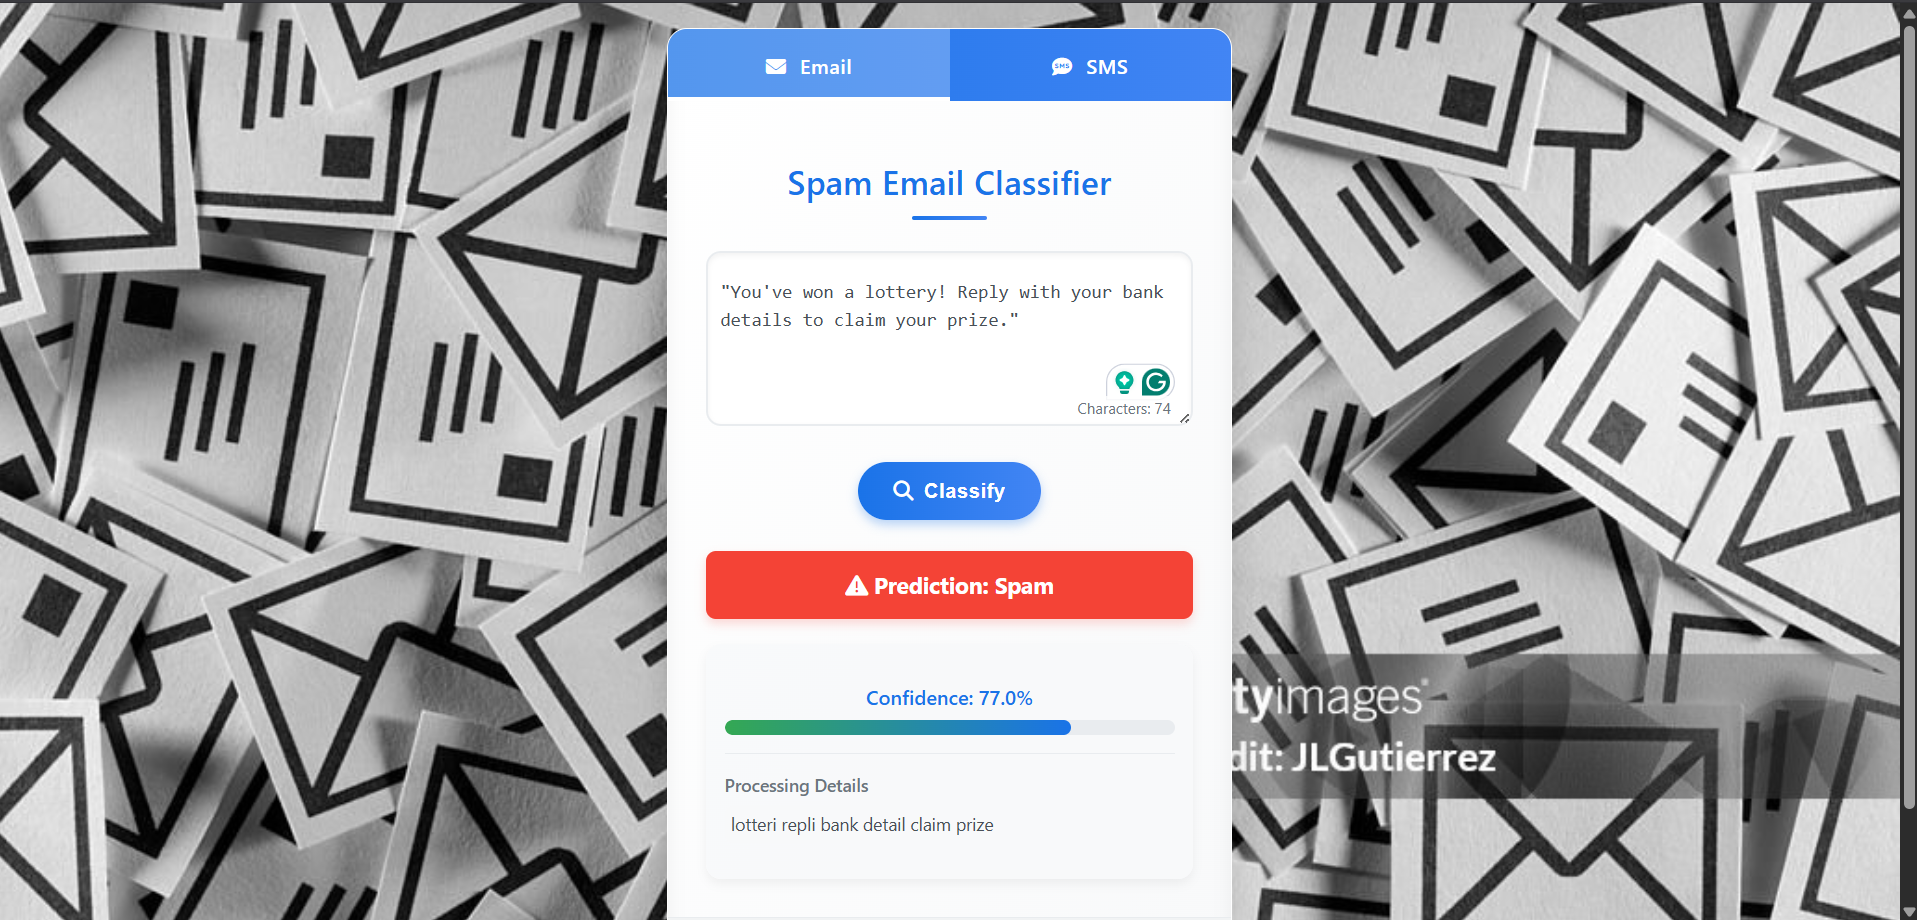 Email
SMS
Spam Email Classifier
"You've won a lottery! Reply with your bank
details to claim your prize."
Characters: 74
Classify
Prediction: Spam
Confidence: 77.0%
Processing Details
lotteri repli bank detail claim prize
tyimages®
dit: JLGutierrez